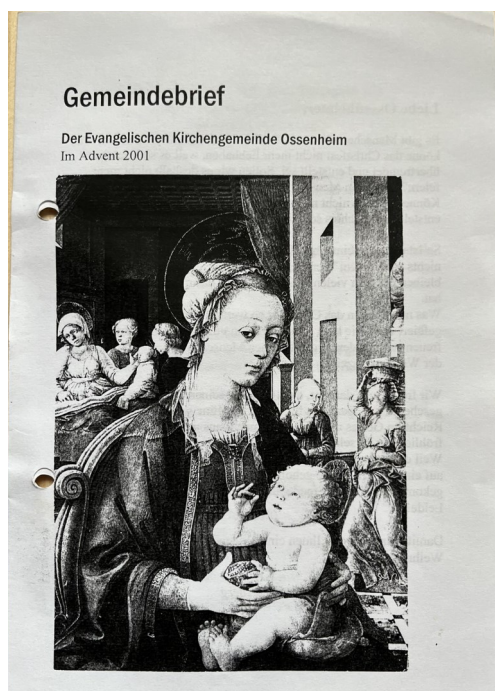 Gemeindebrief
Der Evangelischen Kirchengemeinde Ossenheim
Im Advent 2001